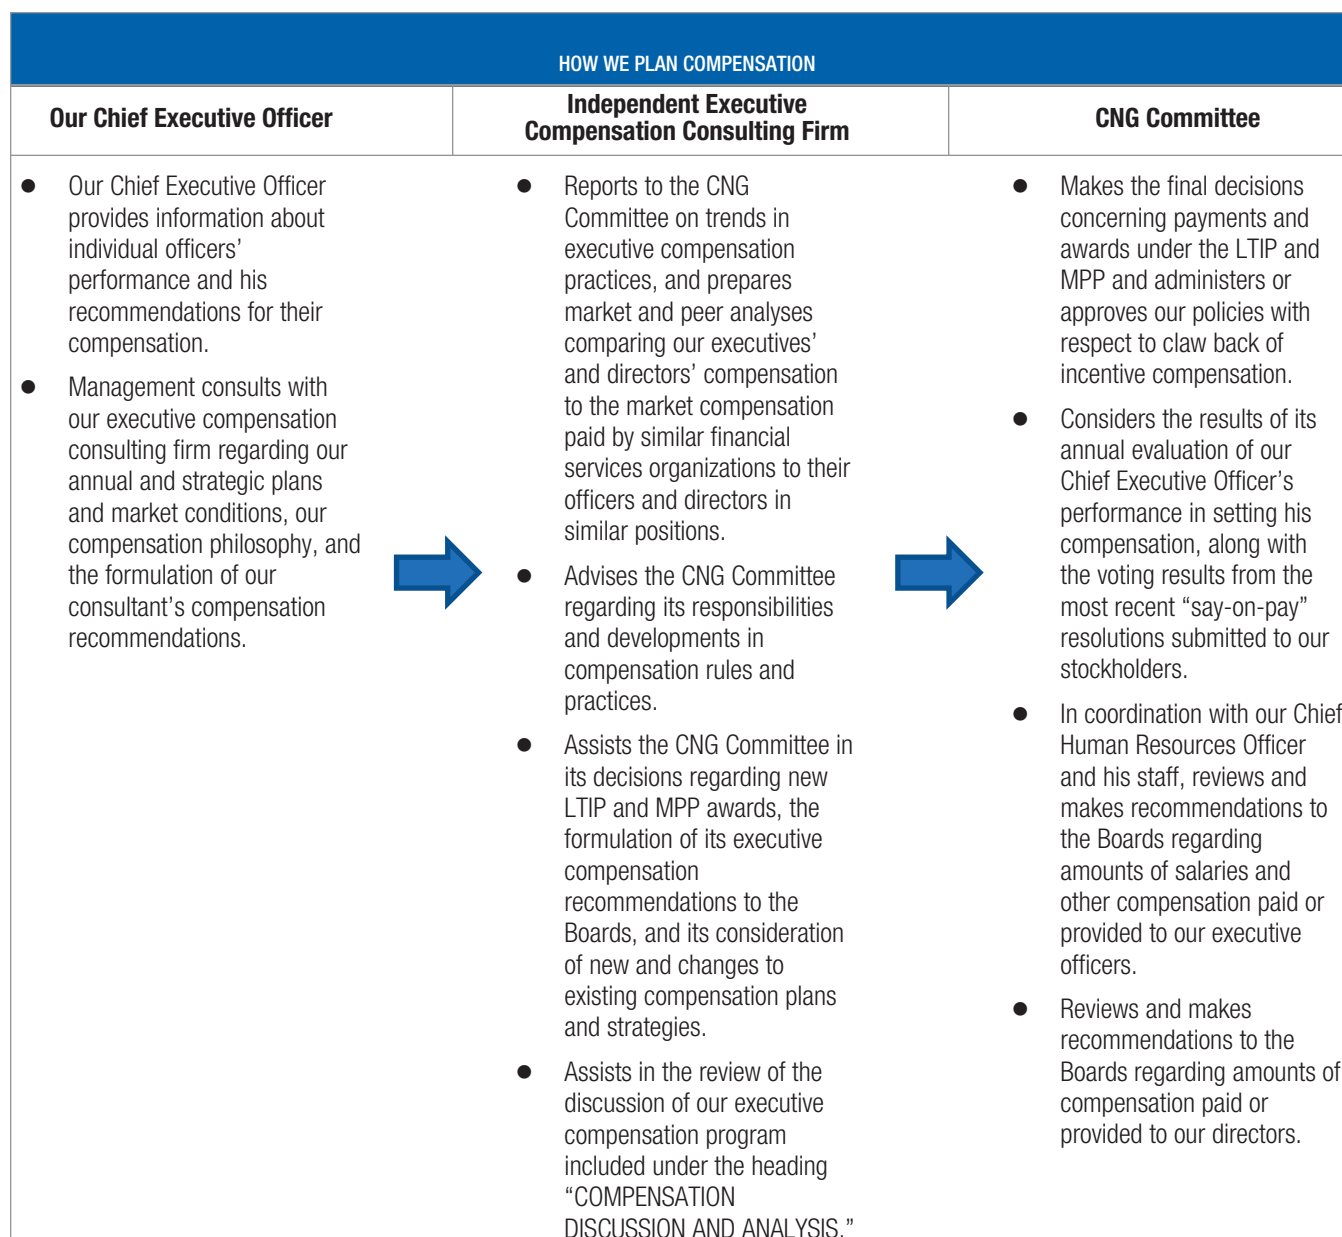 HOW WE PLAN COMPENSATION
Our Chief Executive Officer
Independent Executive
Compensation Consulting Firm
CNG Committee
● Our Chief Executive Officer
provides information about
individual officers’
performance and his
recommendations for their
compensation.
● Management consults with
our executive compensation
consulting firm regarding our
annual and strategic plans
and market conditions, our
compensation philosophy, and
the formulation of our
consultant’s compensation
recommendations.
● Reports to the CNG
Committee on trends in
executive compensation
practices, and prepares
market and peer analyses
comparing our executives’
and directors’ compensation
to the market compensation
paid by similar financial
services organizations to their
officers and directors in
similar positions.
● Advises the CNG Committee
regarding its responsibilities
and developments in
compensation rules and
practices.
● Assists the CNG Committee in
its decisions regarding new
LTIP and MPP awards, the
formulation of its executive
compensation
recommendations to the
Boards, and its consideration
of new and changes to
existing compensation plans
and strategies.
● Assists in the review of the
discussion of our executive
compensation program
included under the heading
“COMPENSATION
DISCUSSION AND ANALYSIS.”
● Makes the final decisions
concerning payments and
awards under the LTIP and
MPP and administers or
approves our policies with
respect to claw back of
incentive compensation.
● Considers the results of its
annual evaluation of our
Chief Executive Officer’s
performance in setting his
compensation, along with
the voting results from the
most recent “say-on-pay”
resolutions submitted to our
stockholders.
● In coordination with our Chief
Human Resources Officer
and his staff, reviews and
makes recommendations to
the Boards regarding
amounts of salaries and
other compensation paid or
provided to our executive
officers.
● Reviews and makes
recommendations to the
Boards regarding amounts of
compensation paid or
provided to our directors.